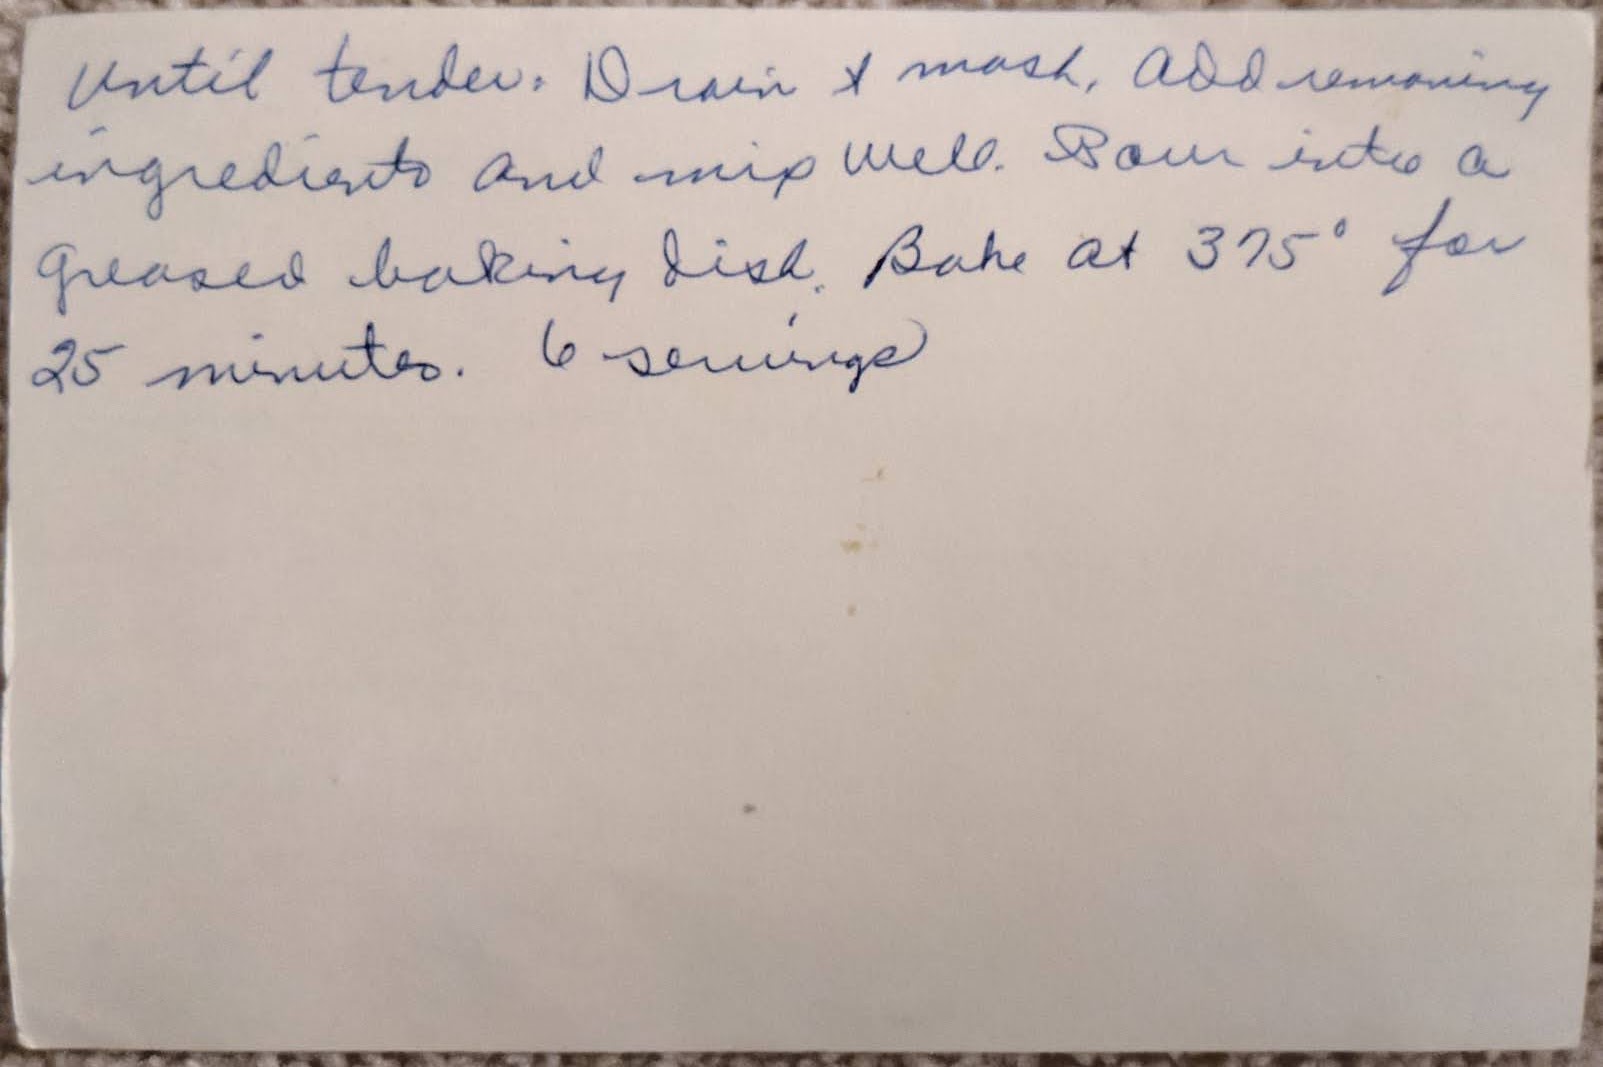 Until tender. Drain & mash. Add remaining
ingredients and mix well. Pour into a
greased baking dish. Bake at 375° for
25 minutes. 6 servings